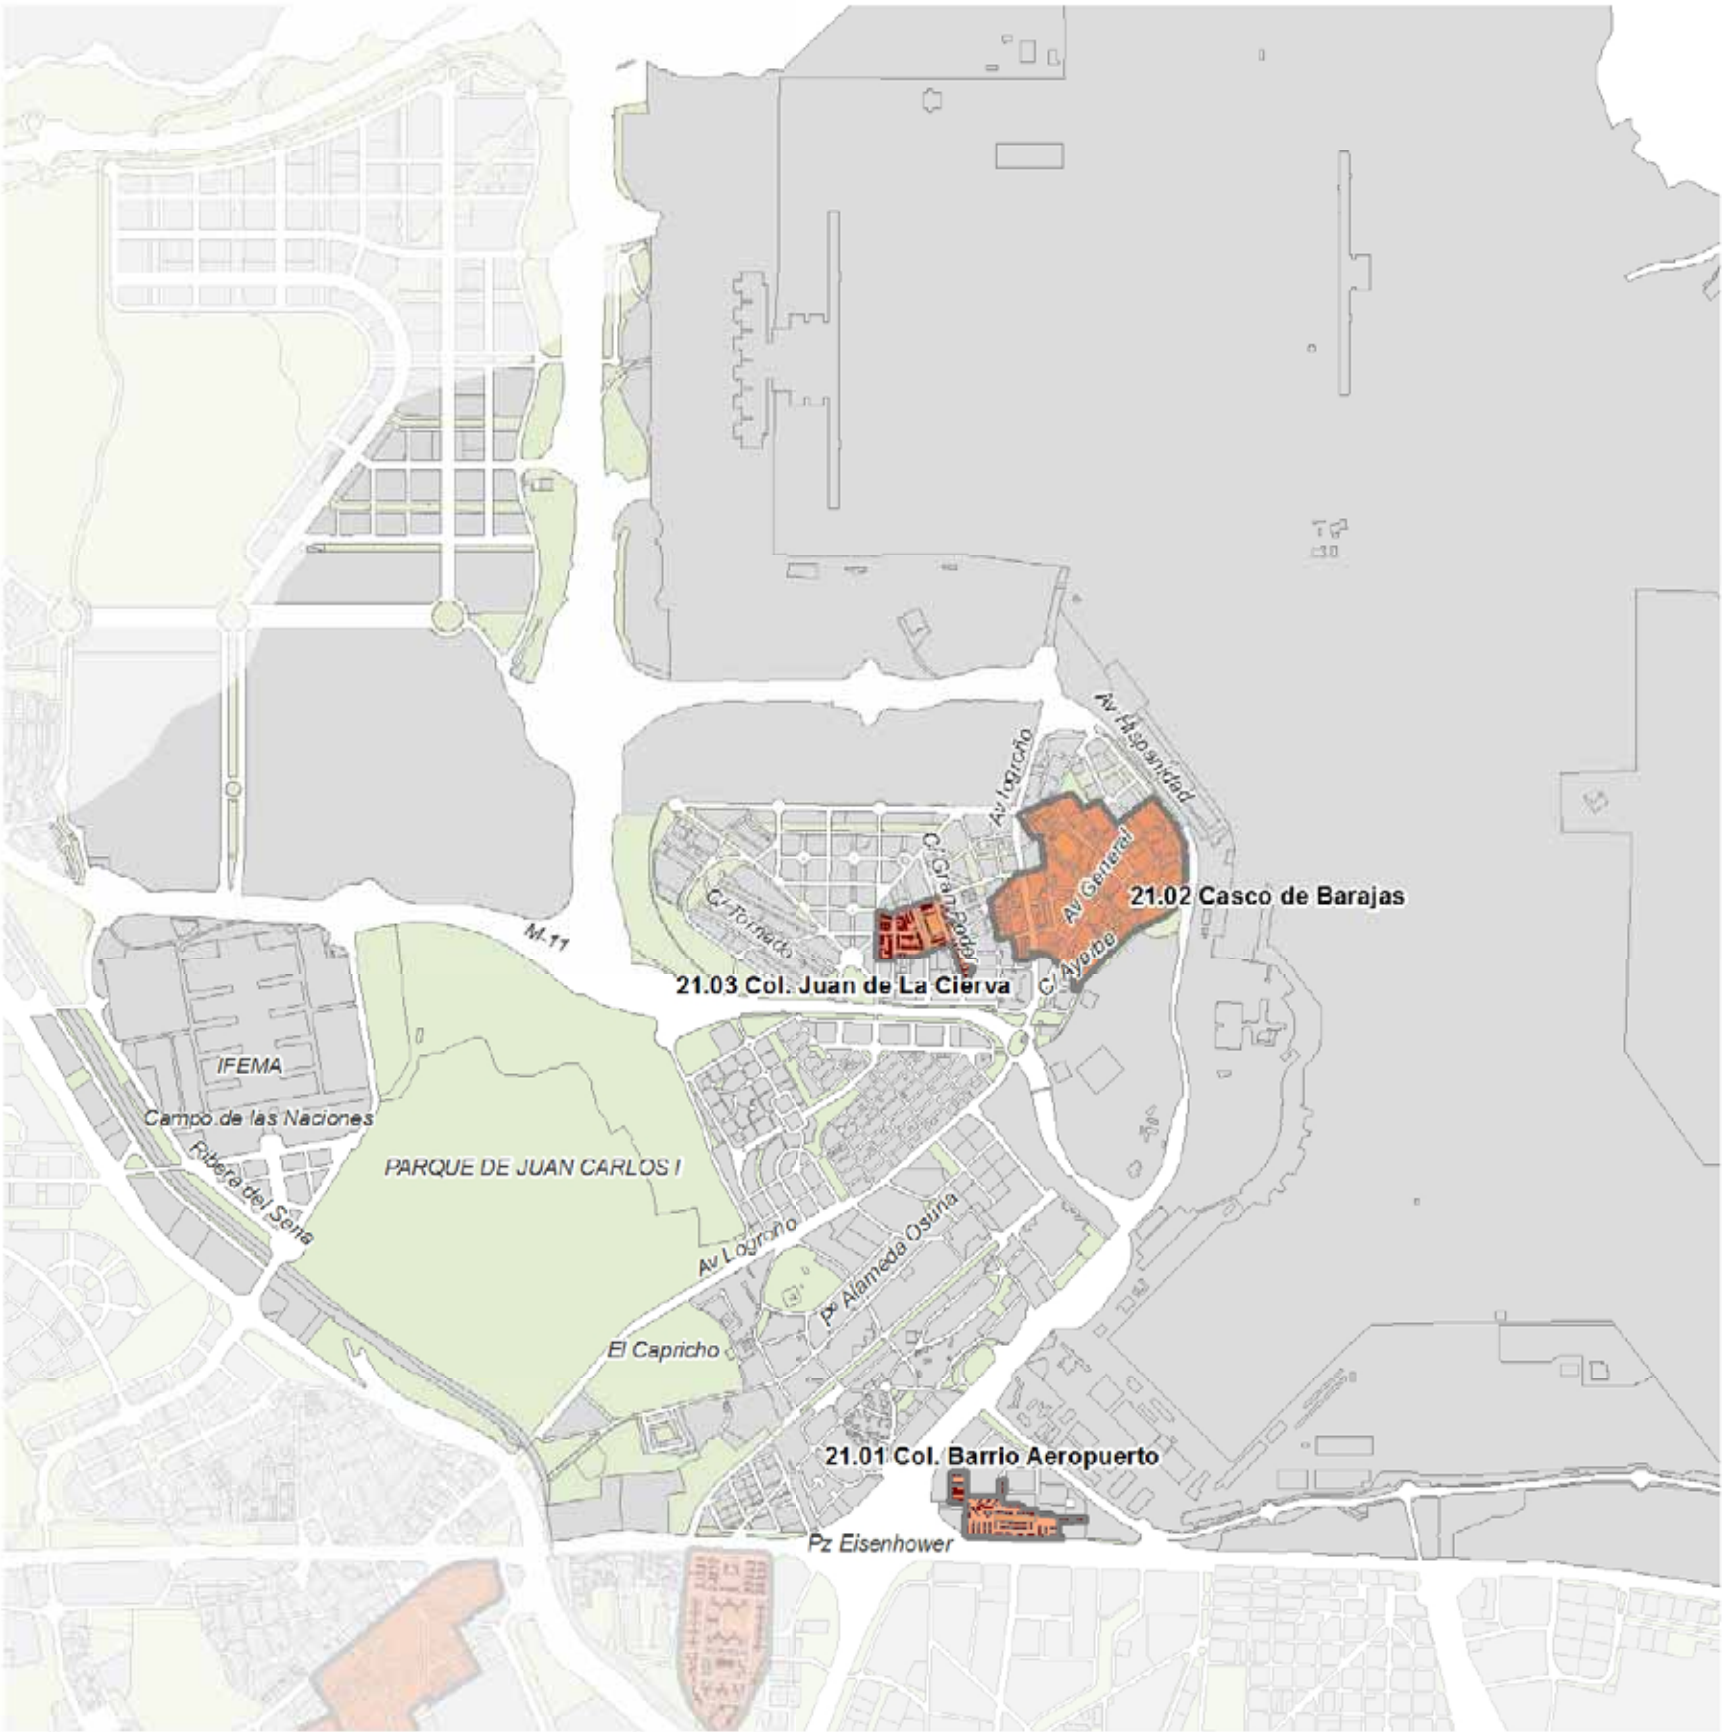 Av Hispanidad
Av logroño
C/ Gran Poder
Av General
21.02 Casco de Barajas
C/ Tornado
M-11
C/ Ayerbe
21.03 Col. Juan de La Cierva
IFEMA
Campo de las Naciones
PARQUE DE JUAN CARLOS I
Ribera del Sena
Av Logroño
Pº Alameda Osuna
El Capricho
21.01 Col. Barrio Aeropuerto
Pz Eisenhower